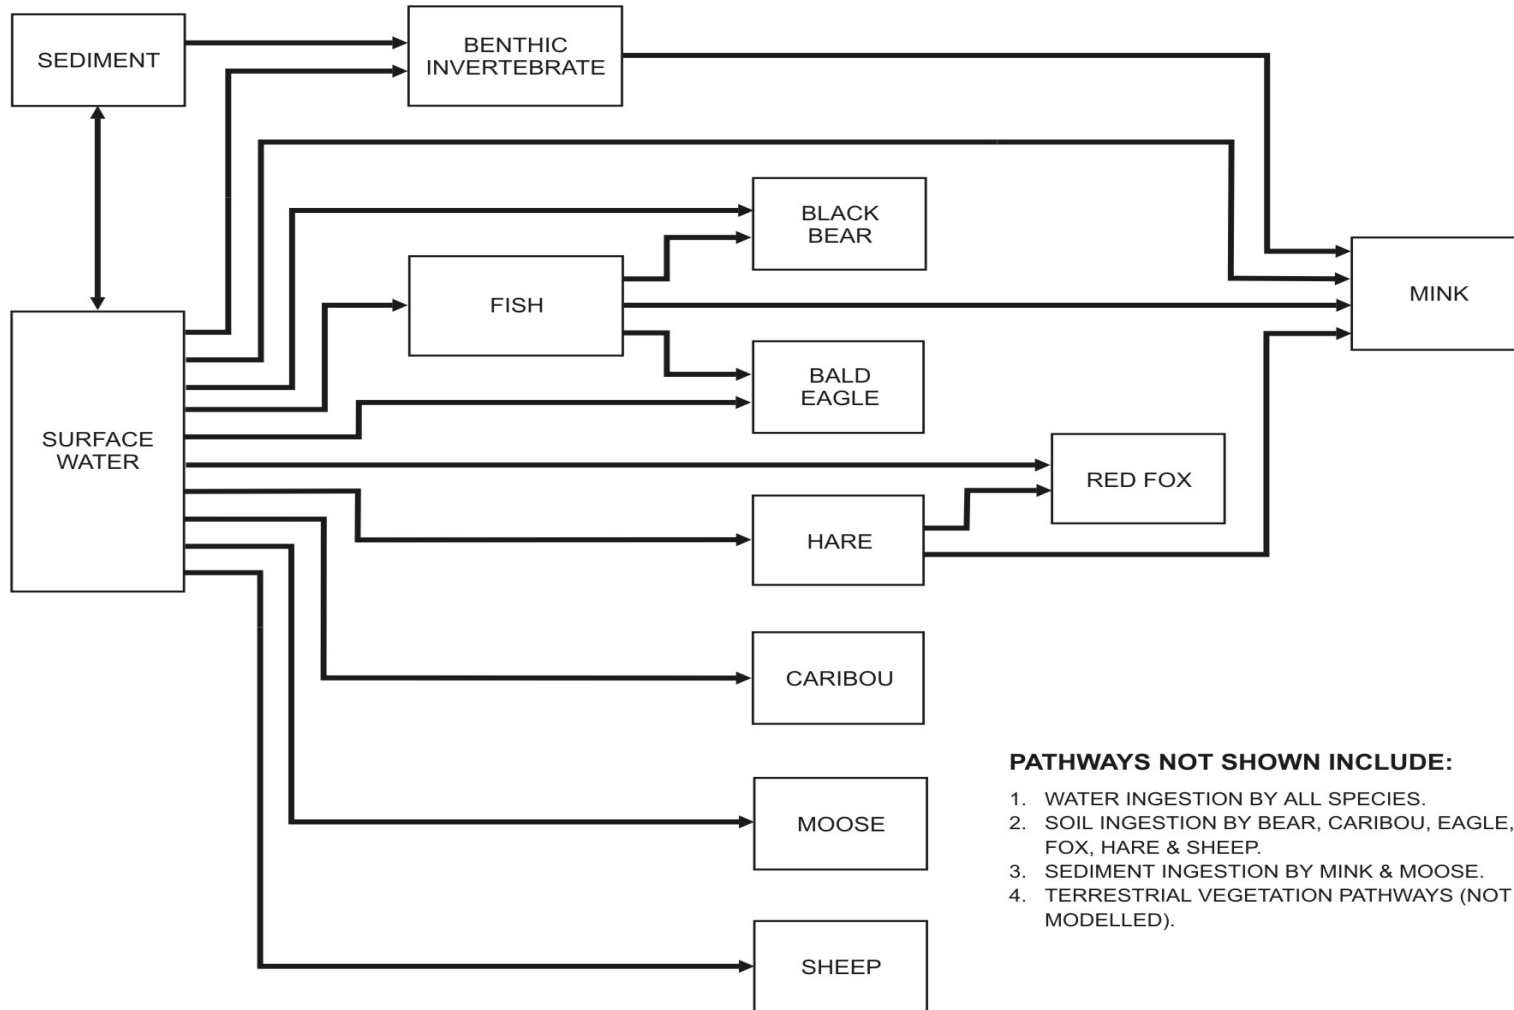 SEDIMENT
BENTHIC
INVERTEBRATE
BLACK
BEAR
FISH
MINK
BALD
EAGLE
SURFACE
WATER
RED FOX
HARE
CARIBOU
MOOSE
SHEEP
PATHWAYS NOT SHOWN INCLUDE:
1. WATER INGESTION BY ALL SPECIES.
2. SOIL INGESTION BY BEAR, CARIBOU, EAGLE,
FOX, HARE & SHEEP.
3. SEDIMENT INGESTION BY MINK & MOOSE.
4. TERRESTRIAL VEGETATION PATHWAYS (NOT
MODELLED).